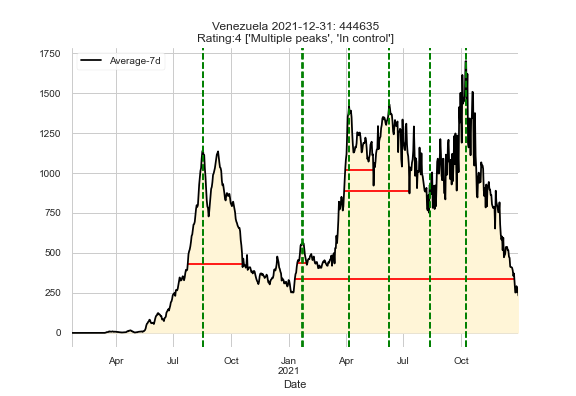 Venezuela 2021-12-31: 444635
Rating:4 ['Multiple peaks', 'In control']
Average-7d
1750
1500
1250
1000
750
500
250
0
Apr Jul Oct Jan Apr Jul Oct
2021
Date